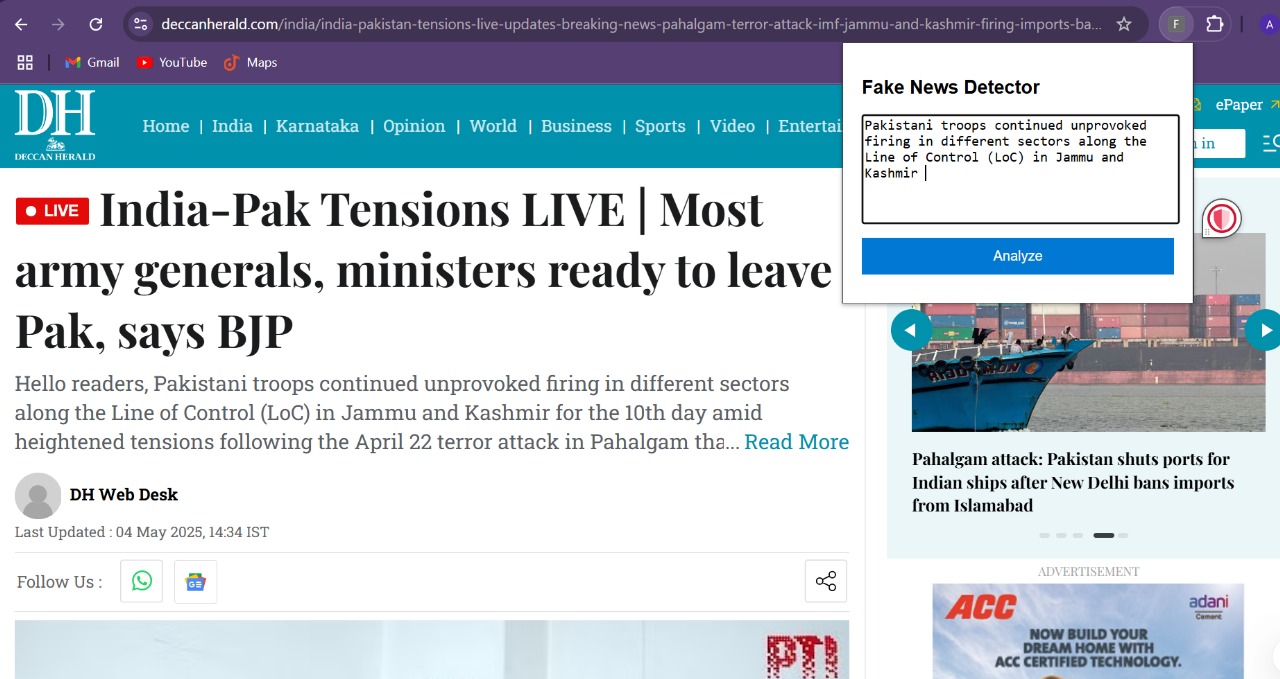 deccanherald.com/india/india-pakistan-tensions-live-updates-breaking-news-pahalgam-terror-attack-imf-jammu-and-kashmir-firing-imports-ba...
F
A
Gmail
YouTube
Maps
DH
DECCAN HERALD
Home | India | Karnataka | Opinion | World | Business | Sports | Video | Entertai
ePaper
in
Fake News Detector
Pakistani troops continued unprovoked
firing in different sectors along the
Line of Control (LoC) in Jammu and
Kashmir
Analyze
LIVE India-Pak Tensions LIVE | Most
army generals, ministers ready to leave
Pak, says BJP
Hello readers, Pakistani troops continued unprovoked firing in different sectors
along the Line of Control (LoC) in Jammu and Kashmir for the 10th day amid
heightened tensions following the April 22 terror attack in Pahalgam tha... Read More
DH Web Desk
Last Updated : 04 May 2025, 14:34 IST
Follow Us :
GE
PTI
Pahalgam attack: Pakistan shuts ports for
Indian ships after New Delhi bans imports
from Islamabad
ADVERTISEMENT
ACC
adani
Cement
NOW BUILD YOUR
DREAM HOME WITH
ACC CERTIFIED TECHNOLOGY.